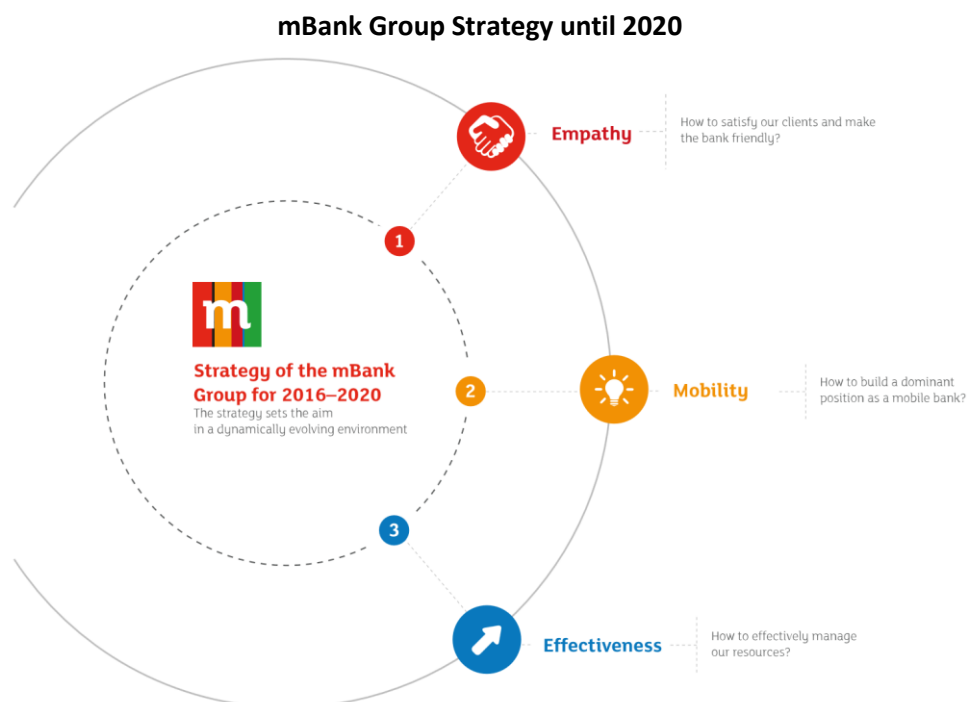 mBank Group Strategy until 2020
Empathy
How to satisfy our clients and make
the bank friendly?
1
m
Strategy of the mBank
Group for 2016–2020
The strategy sets the aim
in a dynamically evolving environment
2
Mobility
How to build a dominant
position as a mobile bank?
3
Effectiveness
How to effectively manage
our resources?